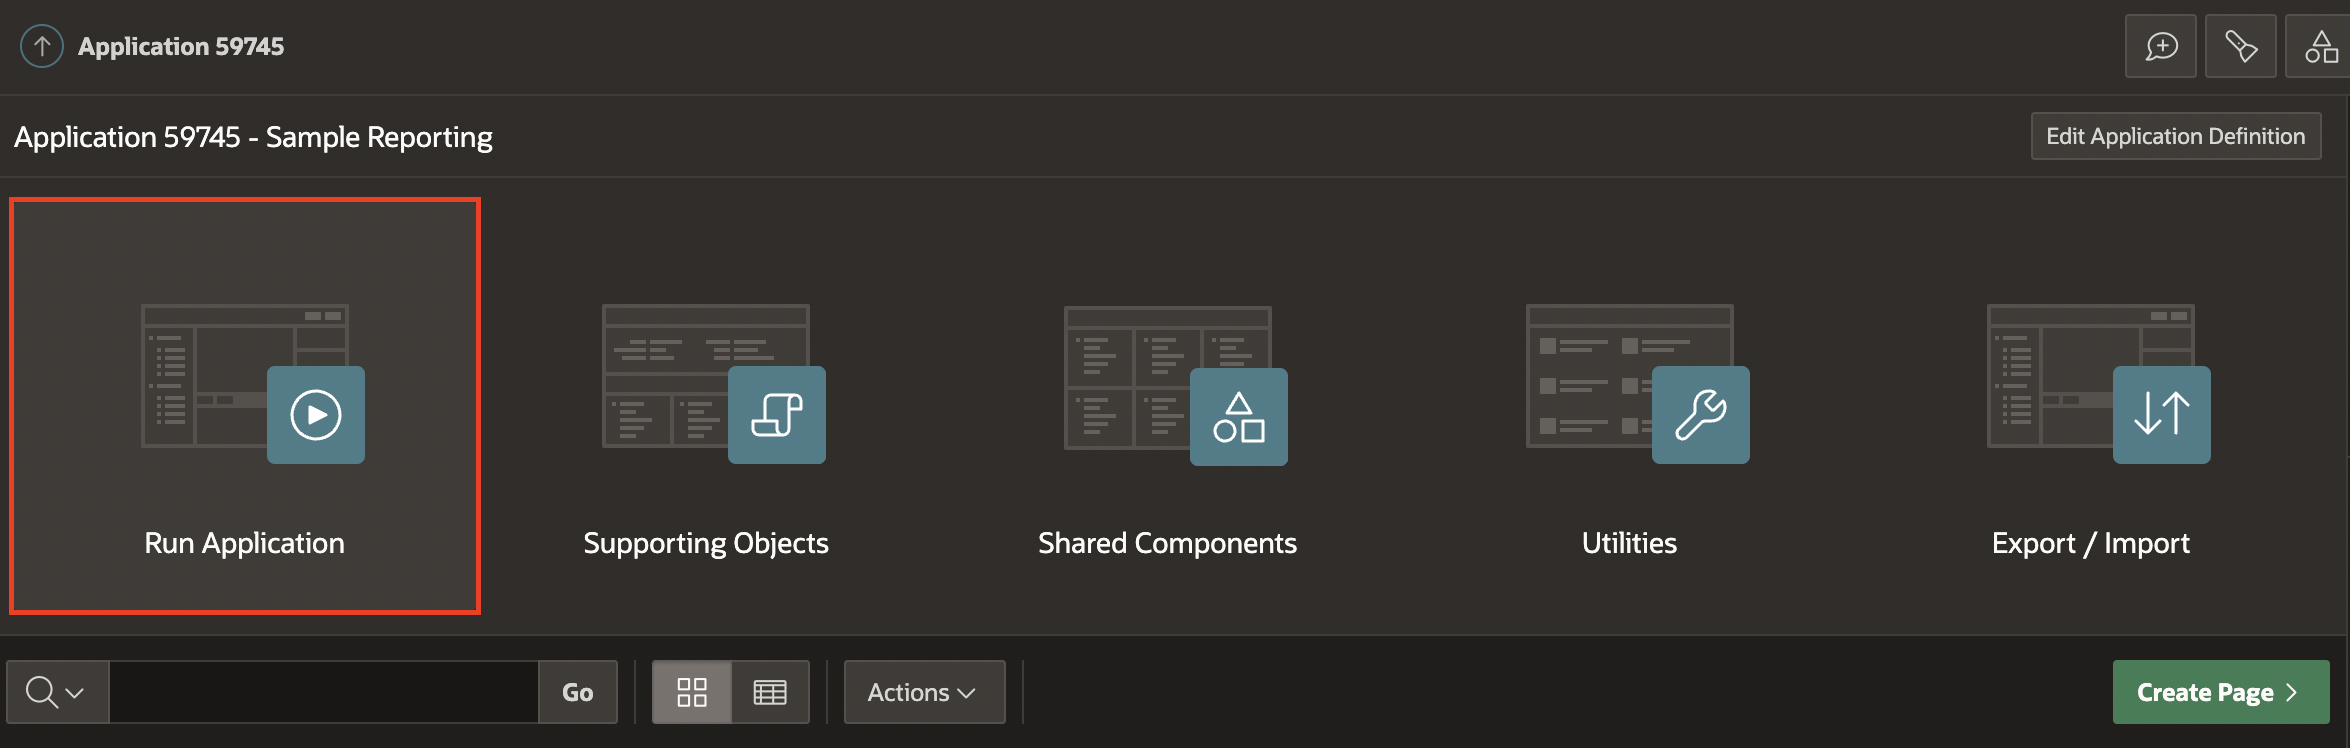 Application 59745
Application 59745 - Sample Reporting
Edit Application Definition
Run Application
Supporting Objects
Shared Components
Utilities
Export / Import
Go
Actions
Create Page